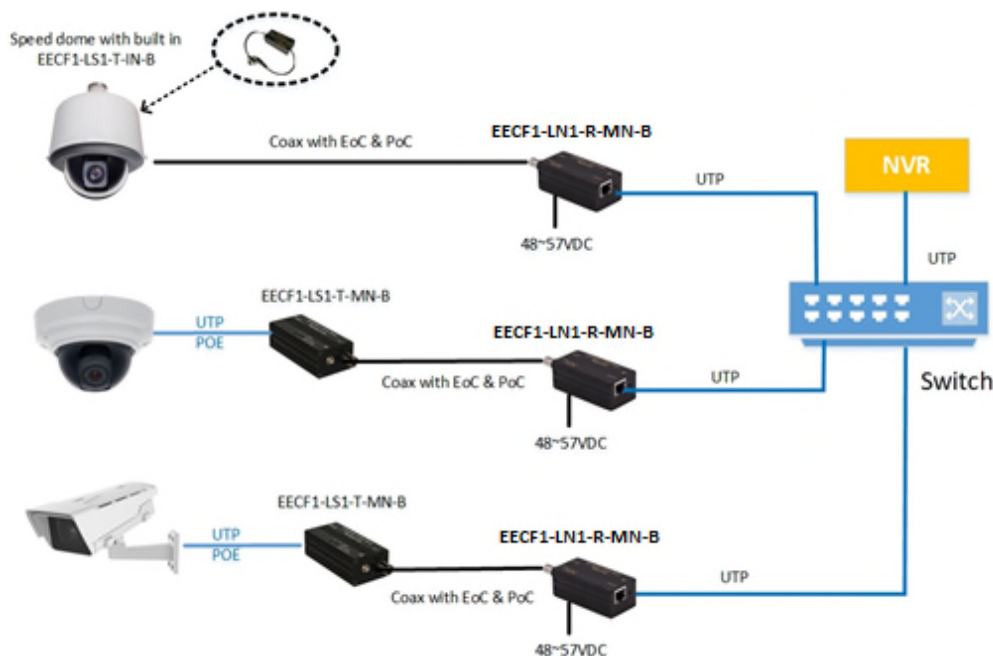 Speed dome with built in
EECF1-LS1-T-IN-B
Coax with EoC & PoC
EECF1-LN1-R-MN-B
UTP
NVR
48~57VDC
UTP
EECF1-LS1-T-MN-B
UTP
POE
EECF1-LN1-R-MN-B
Coax with EoC & PoC
UTP
Switch
48~57VDC
EECF1-LS1-T-MN-B
UTP
POE
EECF1-LN1-R-MN-B
Coax with EoC & PoC
UTP
48~57VDC